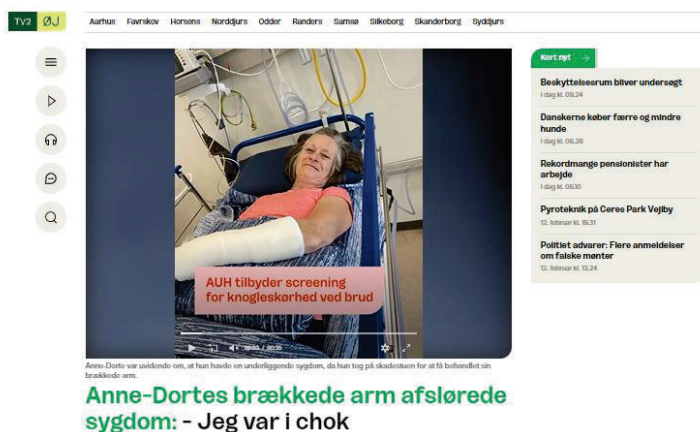 TV2 ØJ
Aarhus Favrskov Horsens Norddjurs Odder Randers Samsø Silkeborg Skanderborg Syddjurs
AUH tilbyder screening
for knogleskørhed ved brud
Anne-Dorte var uvidende om, at hun havde en underliggende sygdom, da hun tog på skadestuen for at få behandlet sin
brækkede arm.
Anne-Dortes brækkede arm afslørede
sygdom: - Jeg var i chok
Kort nyt
Beskyttelsesrum bliver undersøgt
I dag kl. 09.24
Danskerne køber færre og mindre
hunde
I dag kl. 06.28
Rekordmange pensionister har
arbejde
I dag kl. 06.10
Pyroteknik på Ceres Park Vejlby
12. februar kl. 19.31
Politiet advarer: Flere anmeldelser
om falske mønter
12. februar kl. 13.24